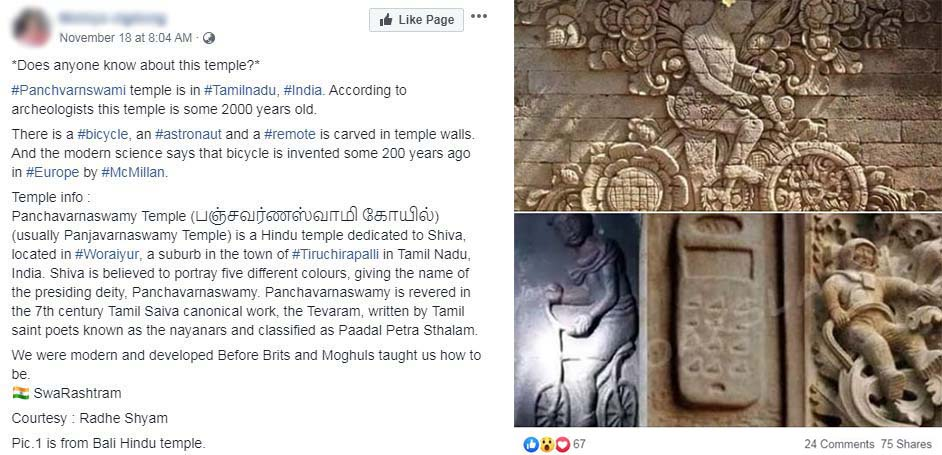 Like Page
November 18 at 8:04 AM ·
*Does anyone know about this temple?*
#Panchvarnswami temple is in #Tamilnadu, #India. According to
archeologists this temple is some 2000 years old.
There is a #bicycle, an #astronaut and a #remote is carved in temple walls.
And the modern science says that bicycle is invented some 200 years ago
in #Europe by #McMillan.
Temple info :
Panchavarnaswamy Temple (பஞ்சவர்ணஸ்வாமி கோயில்)
(usually Panjavarnaswamy Temple) is a Hindu temple dedicated to Shiva,
located in #Woraiyur, a suburb in the town of #Tiruchirapalli in Tamil Nadu,
India. Shiva is believed to portray five different colours, giving the name of
the presiding deity, Panchavarnaswamy. Panchavarnaswamy is revered in
the 7th century Tamil Saiva canonical work, the Tevaram, written by Tamil
saint poets known as the nayanars and classified as Paadal Petra Sthalam.
We were modern and developed Before Brits and Moghuls taught us how to
be.
🇮🇳 SwaRashtram
Courtesy : Radhe Shyam
Pic.1 is from Bali Hindu temple.
67
24 Comments 75 Shares